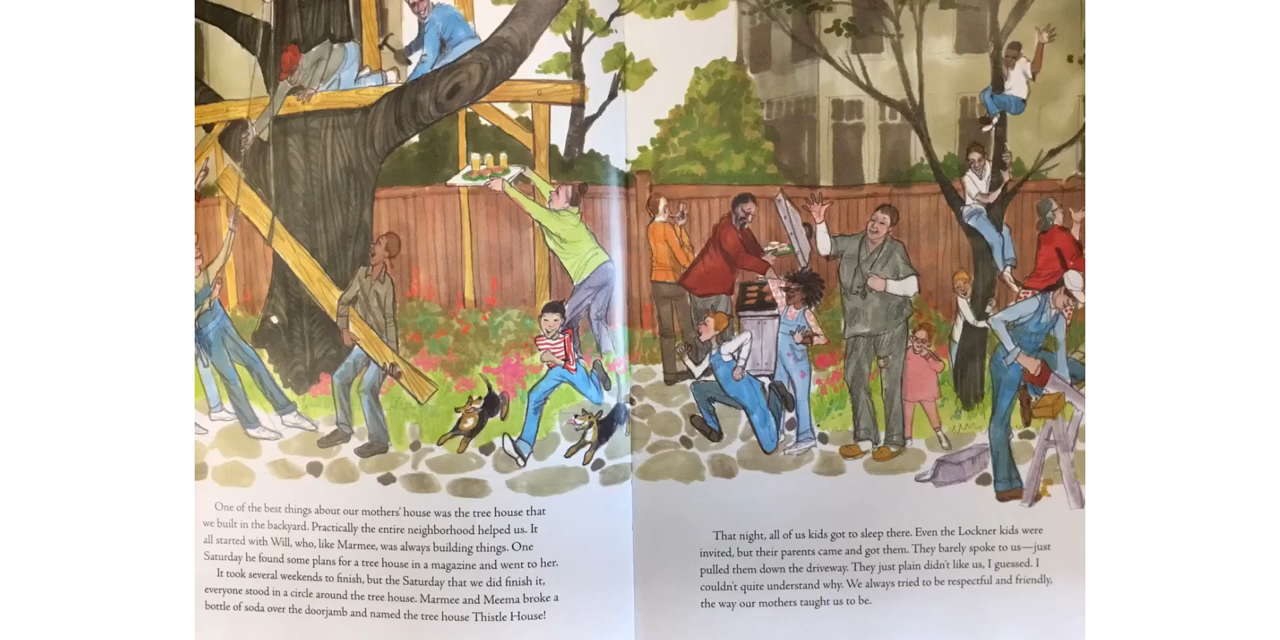 One of the best things about our mothers' house was the tree house that
we built in the backyard. Practically the entire neighborhood helped us. It
all started with Will, who, like Marmee, was always building things. One
Saturday he found some plans for a tree house in a magazine and went to her.
It took several weekends to finish, but the Saturday that we did finish it,
everyone stood in a circle around the tree house. Marmee and Meema broke a
bottle of soda over the doorjamb and named the tree house Thistle House!
That night, all of us kids got to sleep there. Even the Lockner kids were
invited, but their parents came and got them. They barely spoke to us—just
pulled them down the driveway. They just plain didn't like us, I guessed. I
couldn't quite understand why. We always tried to be respectful and friendly,
the way our mothers taught us to be.